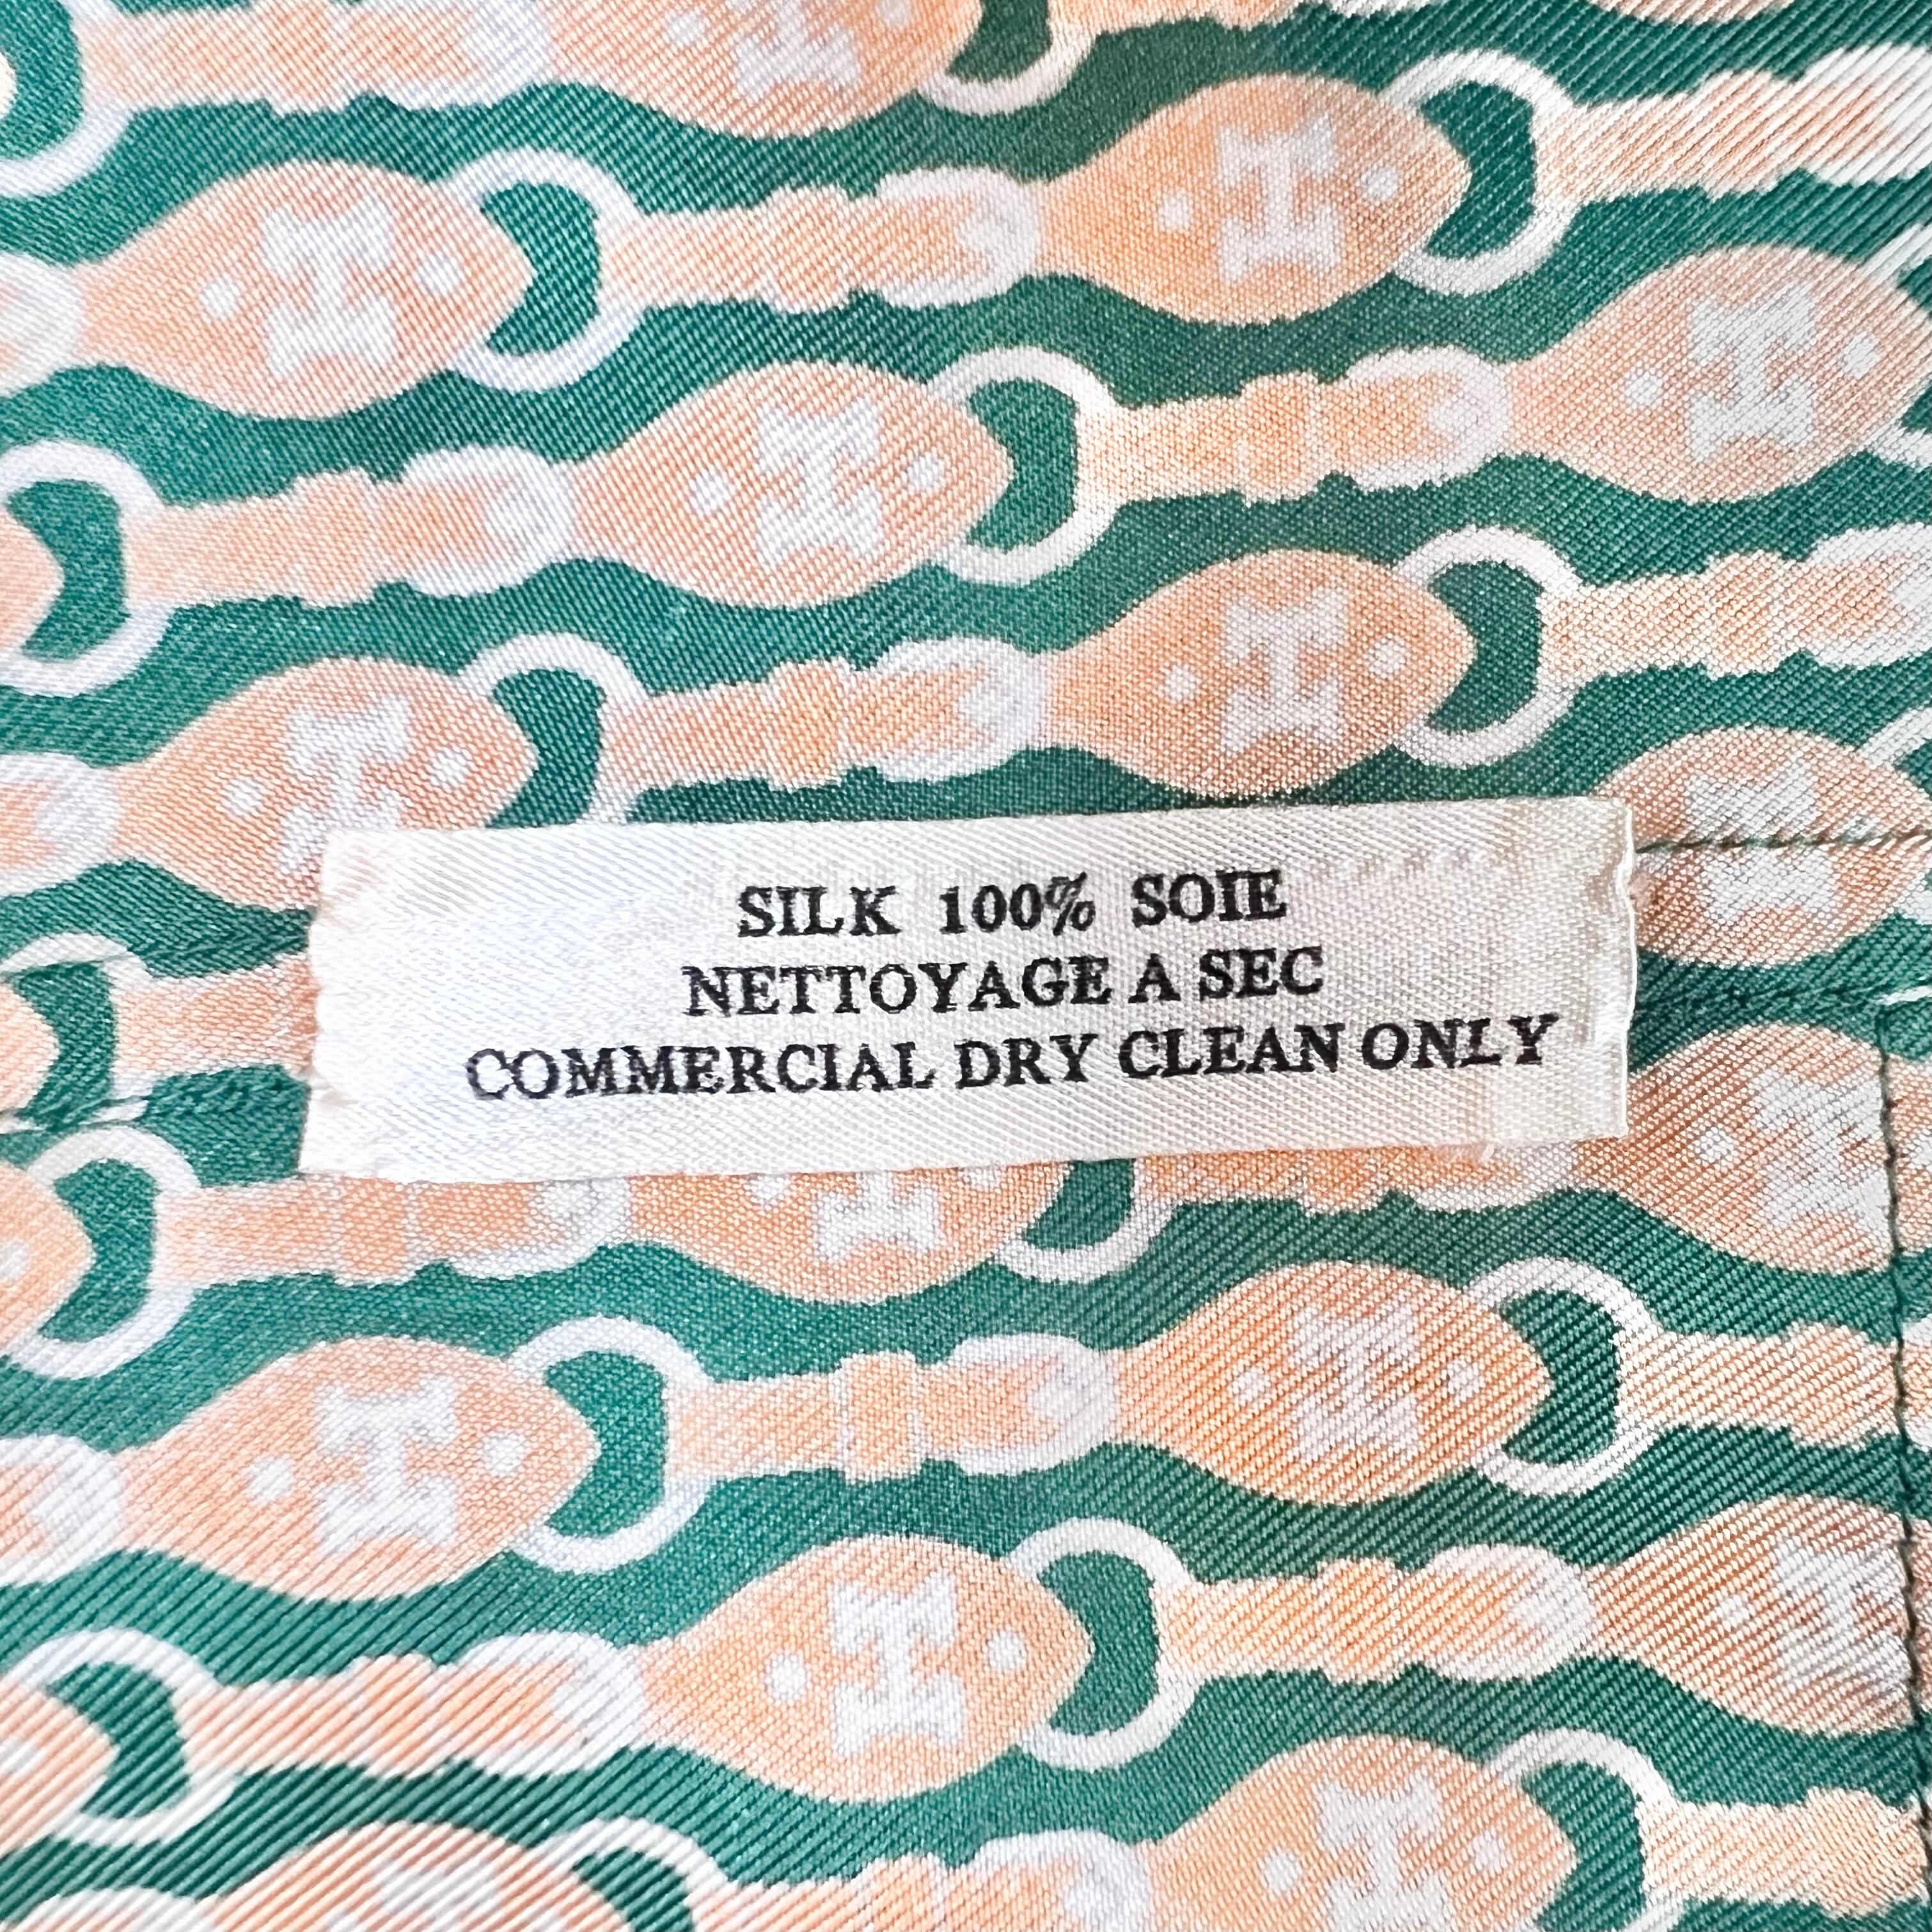 SILK 100% SOIE
NETTOYAGE A SEC
COMMERCIAL DRY CLEAN ONLY